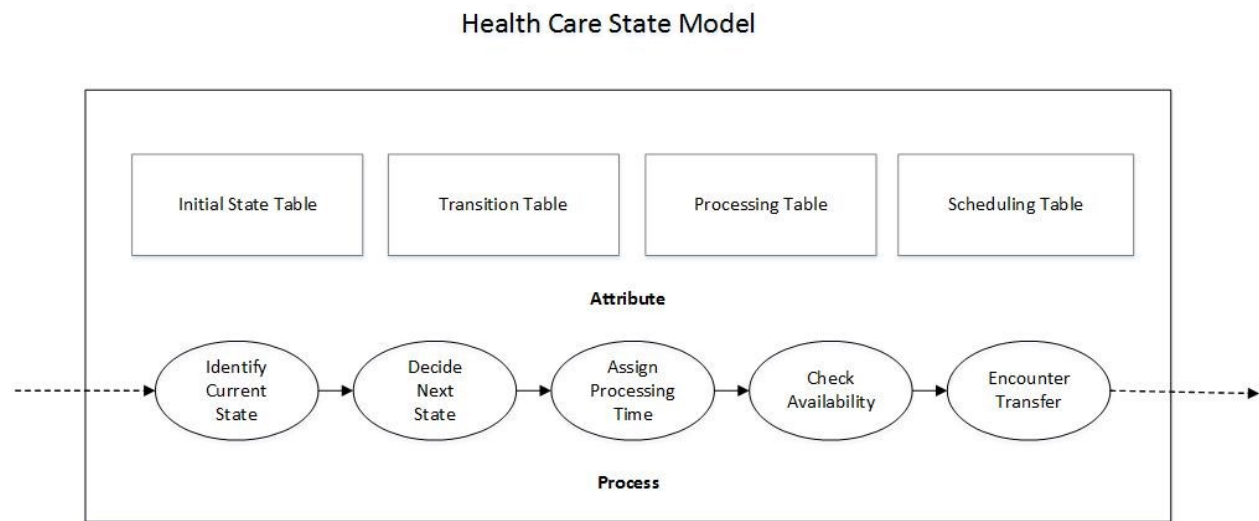 Health Care State Model
Initial State Table
Transition Table
Processing Table
Scheduling Table
Attribute
Identify
Current
State
Decide
Next
State
Assign
Processing
Time
Check
Availability
Encounter
Transfer
Process